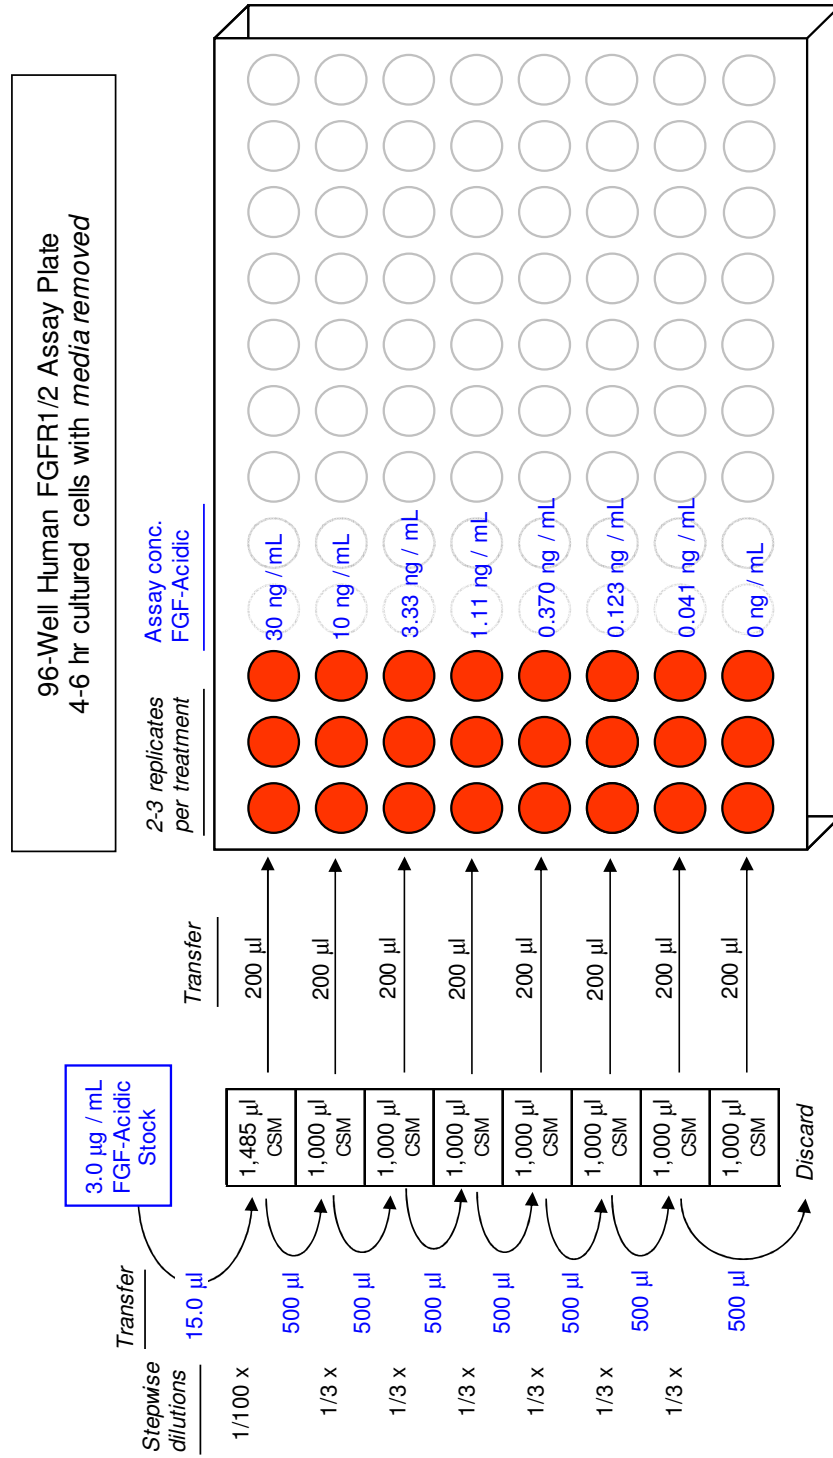 96-Well Human FGFR1/2 Assay Plate
4-6 hr cultured cells with media removed
Stepwise
dilutions
Transfer
3.0 µg / mL
FGF-Acidic
Stock
Transfer
2-3 replicates
per treatment
Assay conc.
FGF-Acidic
15.0 µl
1/100 x
1,485 µl
CSM
200 µl
30 ng / mL
500 µl
1/3 x
1,000 µl
CSM
200 µl
10 ng / mL
500 µl
1/3 x
1,000 µl
CSM
200 µl
3.33 ng / mL
500 µl
1/3 x
1,000 µl
CSM
200 µl
1.11 ng / mL
500 µl
1/3 x
1,000 µl
CSM
200 µl
0.370 ng / mL
500 µl
1/3 x
1,000 µl
CSM
200 µl
0.123 ng / mL
500 µl
1/3 x
1,000 µl
CSM
200 µl
0.041 ng / mL
500 µl
1,000 µl
CSM
200 µl
0 ng / mL
Discard